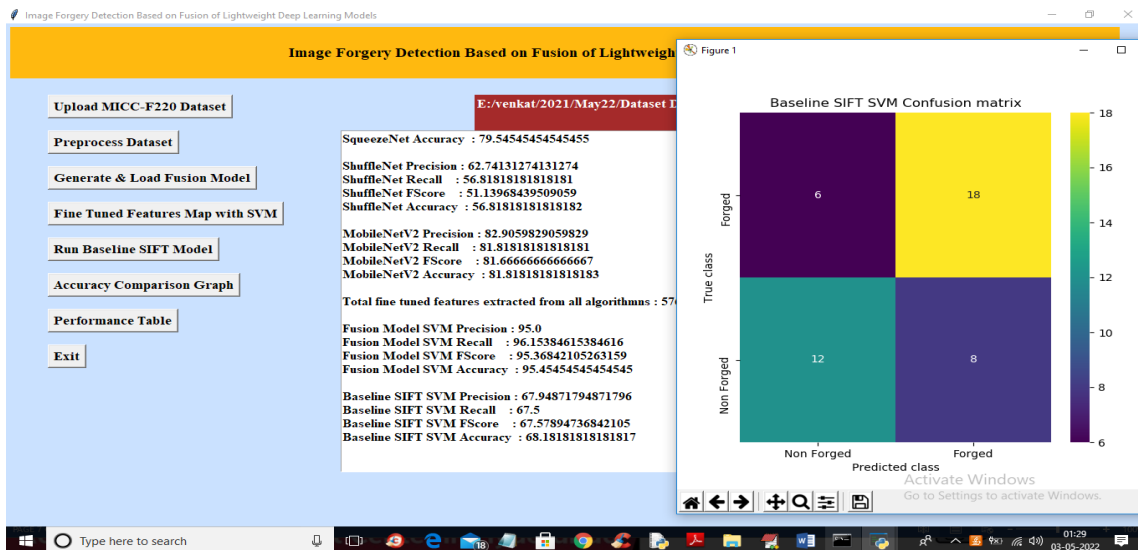 Image Forgery Detection Based on Fusion of Lightweight Deep Learning Models
Image Forgery Detection Based on Fusion of Lightweigh
Upload MICC-F220 Dataset
Preprocess Dataset
Generate & Load Fusion Model
Fine Tuned Features Map with SVM
Run Baseline SIFT Model
Accuracy Comparison Graph
Performance Table
Exit
E:/venkat/2021/May22/Dataset D
SqueezeNet Accuracy : 79.54545454545455
ShuffleNet Precision : 62.74131274131274
ShuffleNet Recall : 56.81818181818181
ShuffleNet FScore : 51.13968439509059
ShuffleNet Accuracy : 56.81818181818182
MobileNetV2 Precision : 82.9059829059829
MobileNetV2 Recall : 81.81818181818181
MobileNetV2 FScore : 81.66666666666667
MobileNetV2 Accuracy : 81.81818181818183
Total fine tuned features extracted from all algorithmns : 576
Fusion Model SVM Precision : 95.0
Fusion Model SVM Recall : 96.15384615384616
Fusion Model SVM FScore : 95.36842105263159
Fusion Model SVM Accuracy : 95.45454545454545
Baseline SIFT SVM Precision : 67.94871794871796
Baseline SIFT SVM Recall : 67.5
Baseline SIFT SVM FScore : 67.57894736842105
Baseline SIFT SVM Accuracy : 68.18181818181817
Figure 1
Baseline SIFT SVM Confusion matrix
True class
Forged
6
18
Non Forged
12
8
Non Forged
Forged
Predicted class
18
16
14
12
10
8
6
Activate Windows
Go to Settings to activate Windows.
Type here to search
18
01:29
03-05-2022